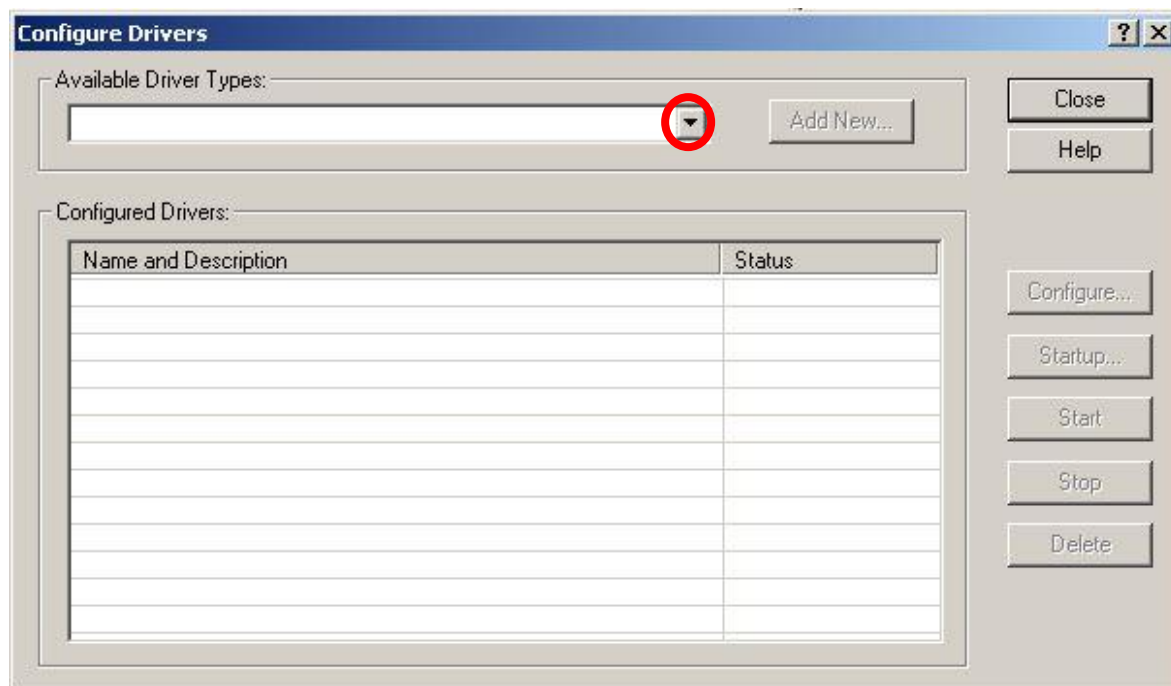 Configure Drivers
Available Driver Types:
Add New...
Close
Help
Configured Drivers:
Name and Description Status
Configure...
Startup...
Start
Stop
Delete